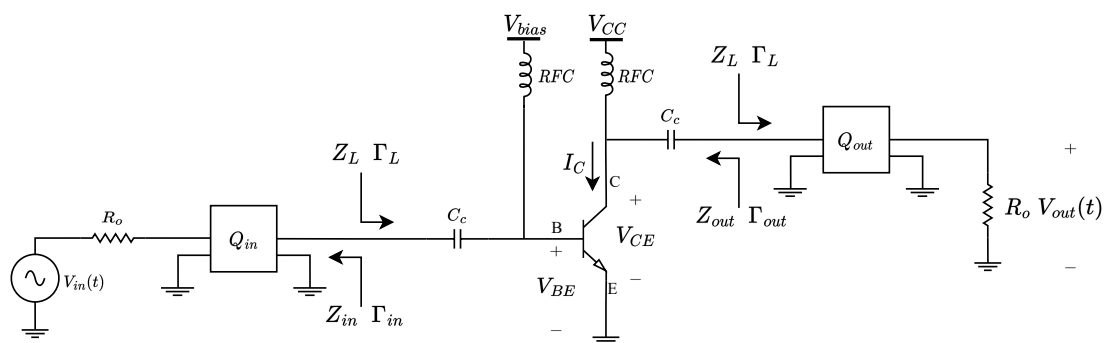 V_bias
V_CC
RFC
RFC
Z_L Γ_L
C_c
Q_out
+
I_C
C
Z_L Γ_L
+
Z_out Γ_out
R_o V_out(t)
R_o
C_c
B
V_CE
Q_in
+
−
−
V_in(t)
V_BE
E
Z_in Γ_in
−